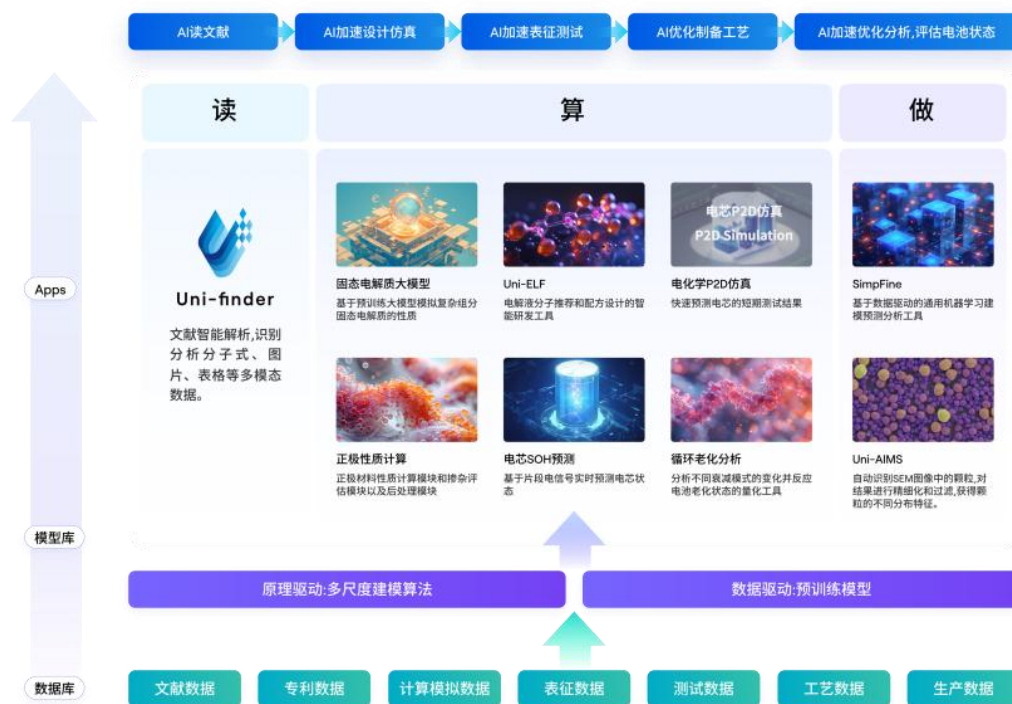 AI读文献
AI加速设计仿真
AI加速表征测试
AI优化制备工艺
AI加速优化分析,评估电池状态
读
算
做
Apps
Uni-finder
文献智能解析,识别
分析分子式、图
片、表格等多模态
数据。
固态电解质大模型
基于预训练大模型模拟复杂组分
固态电解质的性质
Uni-ELF
电解液分子推荐和配方设计的智
能研发工具
电芯P2D仿真
P2D Simulation
电化学P2D仿真
快速预测电芯的短期测试结果
SimpFine
基于数据驱动的通用机器学习建
模预测分析工具
正极性质计算
正极材料性质计算模块和掺杂评
估模块以及后处理模块
电芯SOH预测
基于片段电信号实时预测电芯状
态
循环老化分析
分析不同衰减模式的变化并反应
电池老化状态的量化工具
Uni-AIMS
自动识别SEM图像中的颗粒,对
结果进行精细化和过滤,获得颗
粒的不同分布特征。
模型库
原理驱动:多尺度建模算法
数据驱动:预训练模型
数据库
文献数据
专利数据
计算模拟数据
表征数据
测试数据
工艺数据
生产数据